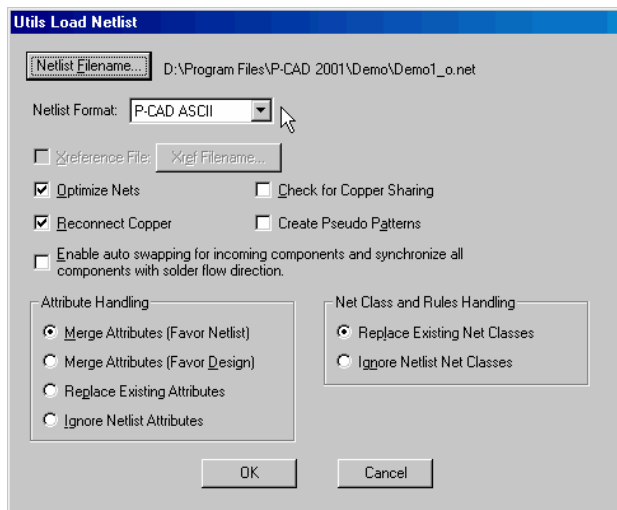 Utils Load Netlist
Netlist Filename... D:\Program Files\P-CAD 2001\Demo\Demo1_o.net
Netlist Format: P-CAD ASCII
Xreference File: Xref Filename...
Optimize Nets Check for Copper Sharing
Reconnect Copper Create Pseudo Patterns
Enable auto swapping for incoming components and synchronize all
components with solder flow direction.
Attribute Handling Net Class and Rules Handling
Merge Attributes (Favor Netlist) Replace Existing Net Classes
Merge Attributes (Favor Design) Ignore Netlist Net Classes
Replace Existing Attributes
Ignore Netlist Attributes
OK Cancel